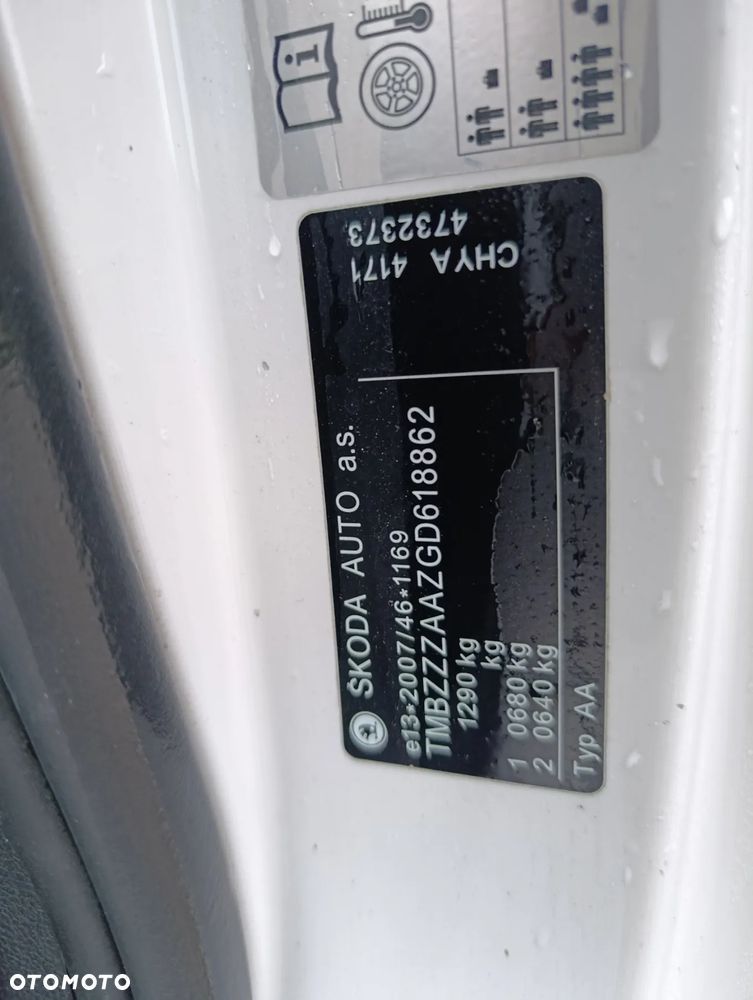 ŠKODA AUTO a.s.
e13*2007/46*1169
TMBZZZAAZGD618862
1290 kg
kg
1 0680 kg
2 0640 kg
Typ AA
CHYA 4171
4732373
OTOMOTO